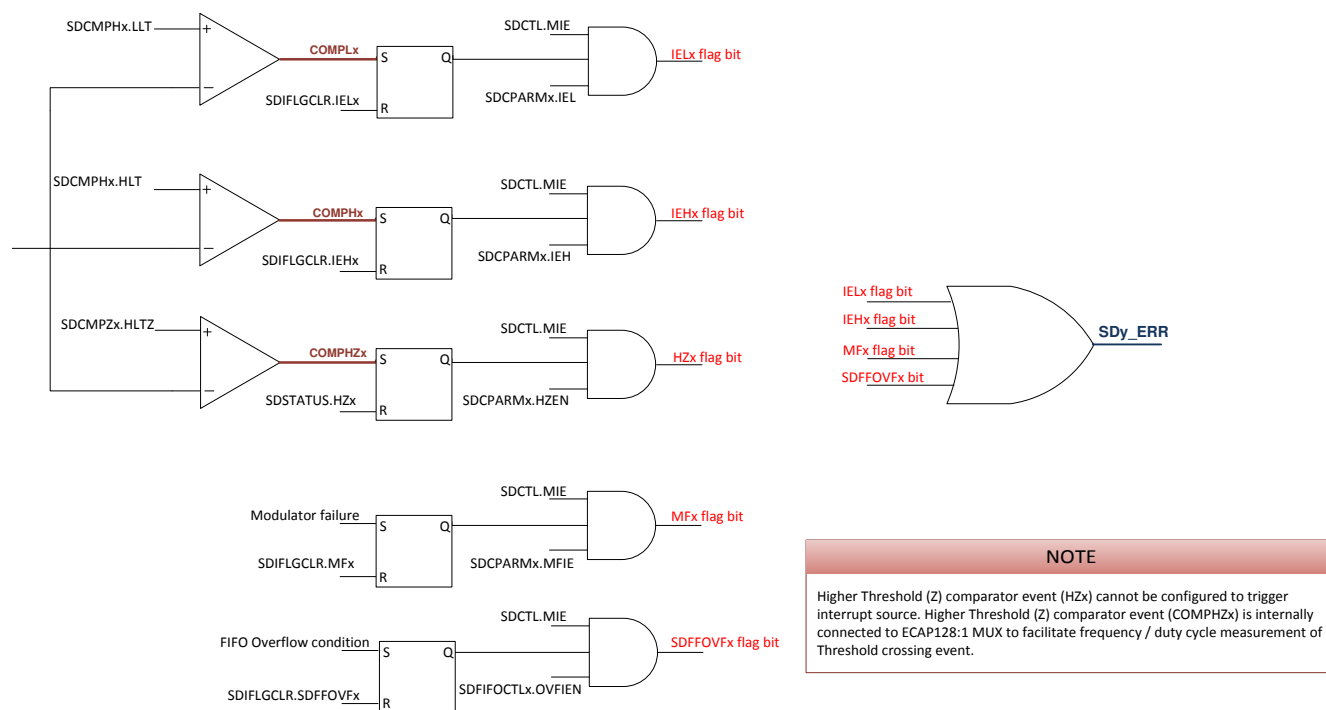 SDCMPHx.LLT
+
−
COMPLx
S
Q
R
SDIFLGCLR.IELx
SDCTL.MIE
SDCPARMx.IEL
IELx flag bit
SDCMPHx.HLT
+
−
COMPHx
S
Q
R
SDIFLGCLR.IEHx
SDCTL.MIE
SDCPARMx.IEH
IEHx flag bit
SDCMPZx.HLTZ
+
−
COMPHZx
S
Q
R
SDSTATUS.HZx
SDCTL.MIE
SDCPARMx.HZEN
HZx flag bit
Modulator failure
S
Q
R
SDIFLGCLR.MFx
SDCTL.MIE
SDCPARMx.MFIE
MFx flag bit
FIFO Overflow condition
S
Q
R
SDIFLGCLR.SDFFOVFx
SDCTL.MIE
SDFIFOCTLx.OVFIEN
SDFFOVFx flag bit
IELx flag bit
IEHx flag bit
MFx flag bit
SDFFOVFx bit
SDy_ERR
NOTE
Higher Threshold (Z) comparator event (HZx) cannot be configured to trigger
interrupt source. Higher Threshold (Z) comparator event (COMPHZx) is internally
connected to ECAP128:1 MUX to facilitate frequency / duty cycle measurement of
Threshold crossing event.